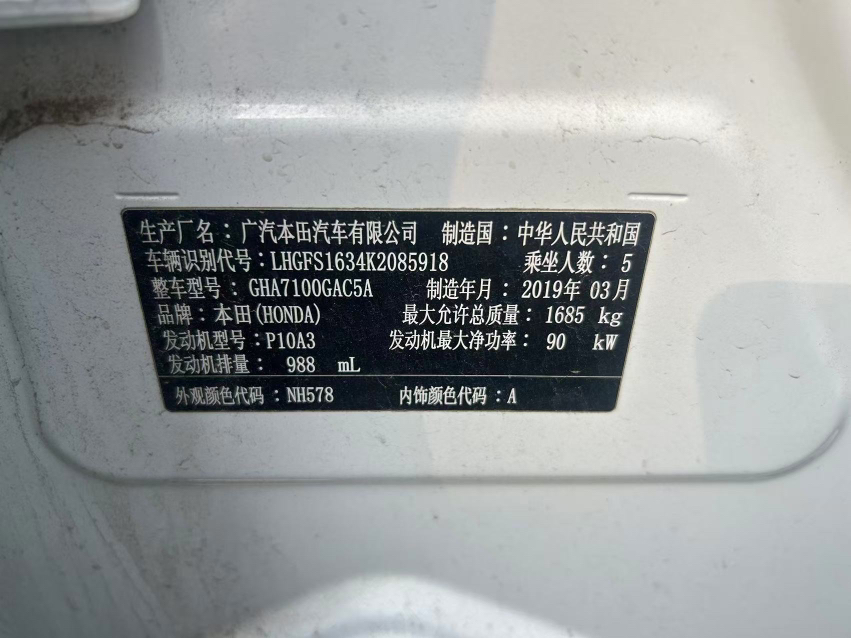 生产厂名：广汽本田汽车有限公司 制造国：中华人民共和国
车辆识别代号：LHGFS1634K2085918 乘坐人数：5
整车型号：GHA7100GAC5A 制造年月：2019年 03月
品牌：本田(HONDA) 最大允许总质量：1685 kg
发动机型号：P10A3 发动机最大净功率：90 kW
发动机排量：988 mL
外观颜色代码：NH578 内饰颜色代码：A